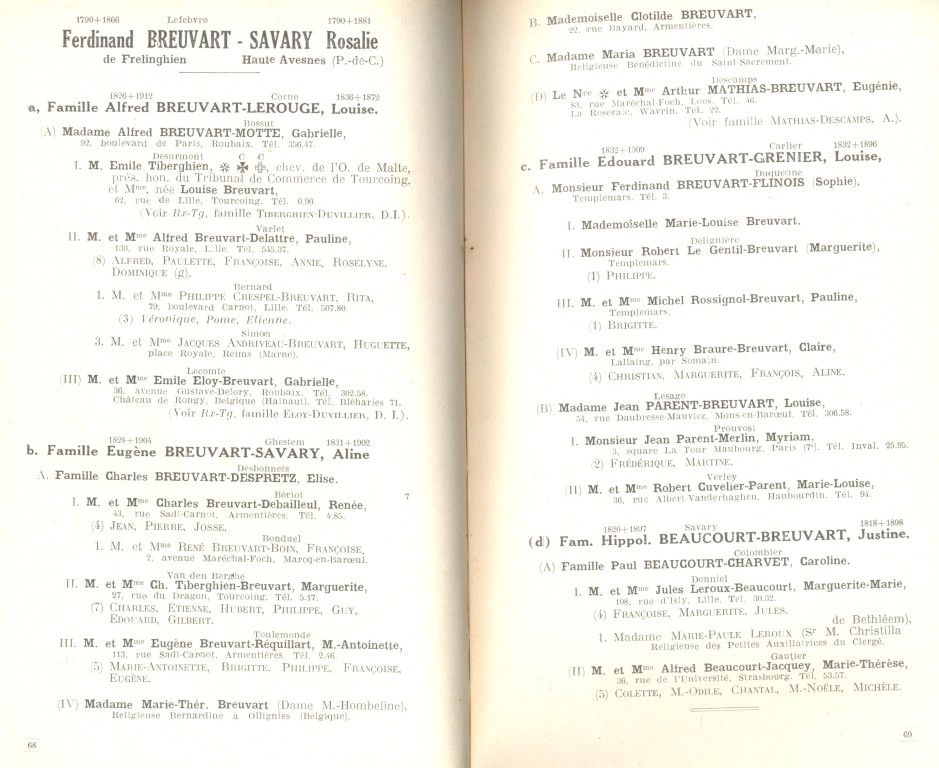 1790+1866 Lefebvre 1790+1881
Ferdinand BREUVART - SAVARY Rosalie
de Frelinghien Haute Avesnes (P.-de-C.)
1826+1912 Corne 1836+1872
a, Famille Alfred BREUVART-LEROUGE, Louise.
Bossut
(A) Madame Alfred BREUVART-MOTTE, Gabrielle,
92, boulevard de Paris, Roubaix. Tél. 356.47.
Desurmont C C
I. M. Emile Tiberghien, ※ ✠ ✠, chev. de l'O. de Malte,
prés. hon. du Tribunal de Commerce de Tourcoing,
et Mme, née Louise Breuvart,
62, rue de Lille, Tourcoing. Tél. 0.90.
(Voir Rx-Tg, famille TIBERGHIEN-DUVILLIER, D.I.).
Varlet
II. M. et Mme Alfred Breuvart-Delattre, Pauline,
130, rue Royale, Lille. Tél. 545.37.
(8) ALFRED, PAULETTE, FRANÇOISE, ANNIE, ROSELYNE,
DOMINIQUE (g).
Bernard
1. M. et Mme PHILIPPE CRESPEL-BREUVART, RITA,
79, boulevard Carnot, Lille. Tél. 507.80.
(3) Véronique, Pome, Etienne.
Simon
3. M. et Mme JACQUES ANDRIVEAU-BREUVART, HUGUETTE,
place Royale, Reims (Marne).
Lecomte
(III) M. et Mme Emile Eloy-Breuvart, Gabrielle,
36, avenue Gustave-Delory, Roubaix. Tél. 302.58.
Château de Rongy, Belgique (Hainaut). Tél. Bléharies 71.
(Voir Rx-Tg, famille ELOY-DUVILLIER, D. I.).
1828+1904 Ghestem 1831+1902
b. Famille Eugène BREUVART-SAVARY, Aline
Desbonnets
A. Famille Charles BREUVART-DESPRETZ, Elise.
Bériot 7
I. M. et Mme Charles Breuvart-Debailleul, Renée,
43, rue Sadi-Carnot, Armentières. Tél. 4.85.
(4) JEAN, PIERRE, JOSSE.
Bonduel
1. M. et Mme RENÉ BREUVART-BOIN, FRANÇOISE,
2, avenue Maréchal-Foch, Marcq-en-Barœul.
Van den Berghe
II. M. et Mme Ch. Tiberghien-Breuvart, Marguerite,
27, rue du Dragon, Tourcoing. Tél. 5.17.
(7) CHARLES, ETIENNE, HUBERT, PHILIPPE, GUY,
EDOUARD, GILBERT.
Toulemonde
III. M. et Mme Eugène Breuvart-Réquillart, M.-Antoinette,
113, rue Sadi-Carnot, Armentières. Tél. 2.46.
(5) MARIE-ANTOINETTE, BRIGITTE, PHILIPPE, FRANÇOISE,
EUGÈNE.
(IV) Madame Marie-Thér. Breuvart (Dame M.-Hombeline),
Religieuse Bernardine à Ollignies (Belgique).
68
B. Mademoiselle Clotilde BREUVART,
22, rue Bayard, Armentières.
C. Madame Maria BREUVART (Dame Marg.-Marie),
Religieuse Bénédictine du Saint-Sacrement.
Descamps
(D) Le Nre ※ et Mme Arthur MATHIAS-BREUVART, Eugénie,
83, rue Maréchal-Foch, Loos. Tél. 46.
La Roseraie, Wavrin. Tél. 22.
(Voir famille MATHIAS-DESCAMPS, A.).
1832+1909 Carlier 1832+1896
c. Famille Edouard BREUVART-GRENIER, Louise,
Duquenne
A. Monsieur Ferdinand BREUVART-FLINOIS (Sophie),
Templemars. Tél. 3.
I. Mademoiselle Marie-Louise Breuvart.
Delignière
II. Monsieur Robert Le Gentil-Breuvart (Marguerite),
Templemars.
(1) PHILIPPE.
III. M. et Mme Michel Rossignol-Breuvart, Pauline,
Templemars.
(1) BRIGITTE.
(IV) M. et Mme Henry Braure-Breuvart, Claire,
Lallaing, par Somain.
(4) CHRISTIAN, MARGUERITE, FRANÇOIS, ALINE.
Lesage
(B) Madame Jean PARENT-BREUVART, Louise,
54, rue Daubresse-Mauviez, Mons-en-Barœul. Tél. 306.58.
Prouvost
I. Monsieur Jean Parent-Merlin, Myriam,
3, square La Tour Maubourg, Paris (7e). Tél. Inval. 25.95.
(2) FRÉDÉRIQUE, MARTINE.
Verley
(II) M. et Mme Robert Cuvelier-Parent, Marie-Louise,
36, rue Albert-Vanderhaghen, Haubourdin. Tél. 94.
1820+1897 Savary 1818+1898
(d) Fam. Hippol. BEAUCOURT-BREUVART, Justine.
Colombier
(A) Famille Paul BEAUCOURT-CHARVET, Caroline.
Denniel
I. M. et Mme Jules Leroux-Beaucourt, Marguerite-Marie,
108, rue d'Isly, Lille. Tél. 30.32.
(4) FRANÇOISE, MARGUERITE, JULES.
de Bethléem),
1. Madame MARIE-PAULE LEROUX (Sr M. Christilla
Religieuse des Petites Auxiliatrices du Clergé.
Gautier
(II) M. et Mme Alfred Beaucourt-Jacquey, Marie-Thérèse,
36, rue de l'Université, Strasbourg. Tél. 53.57.
(5) COLETTE, M.-ODILE, CHANTAL, M.-NOËLE, MICHÈLE.
69